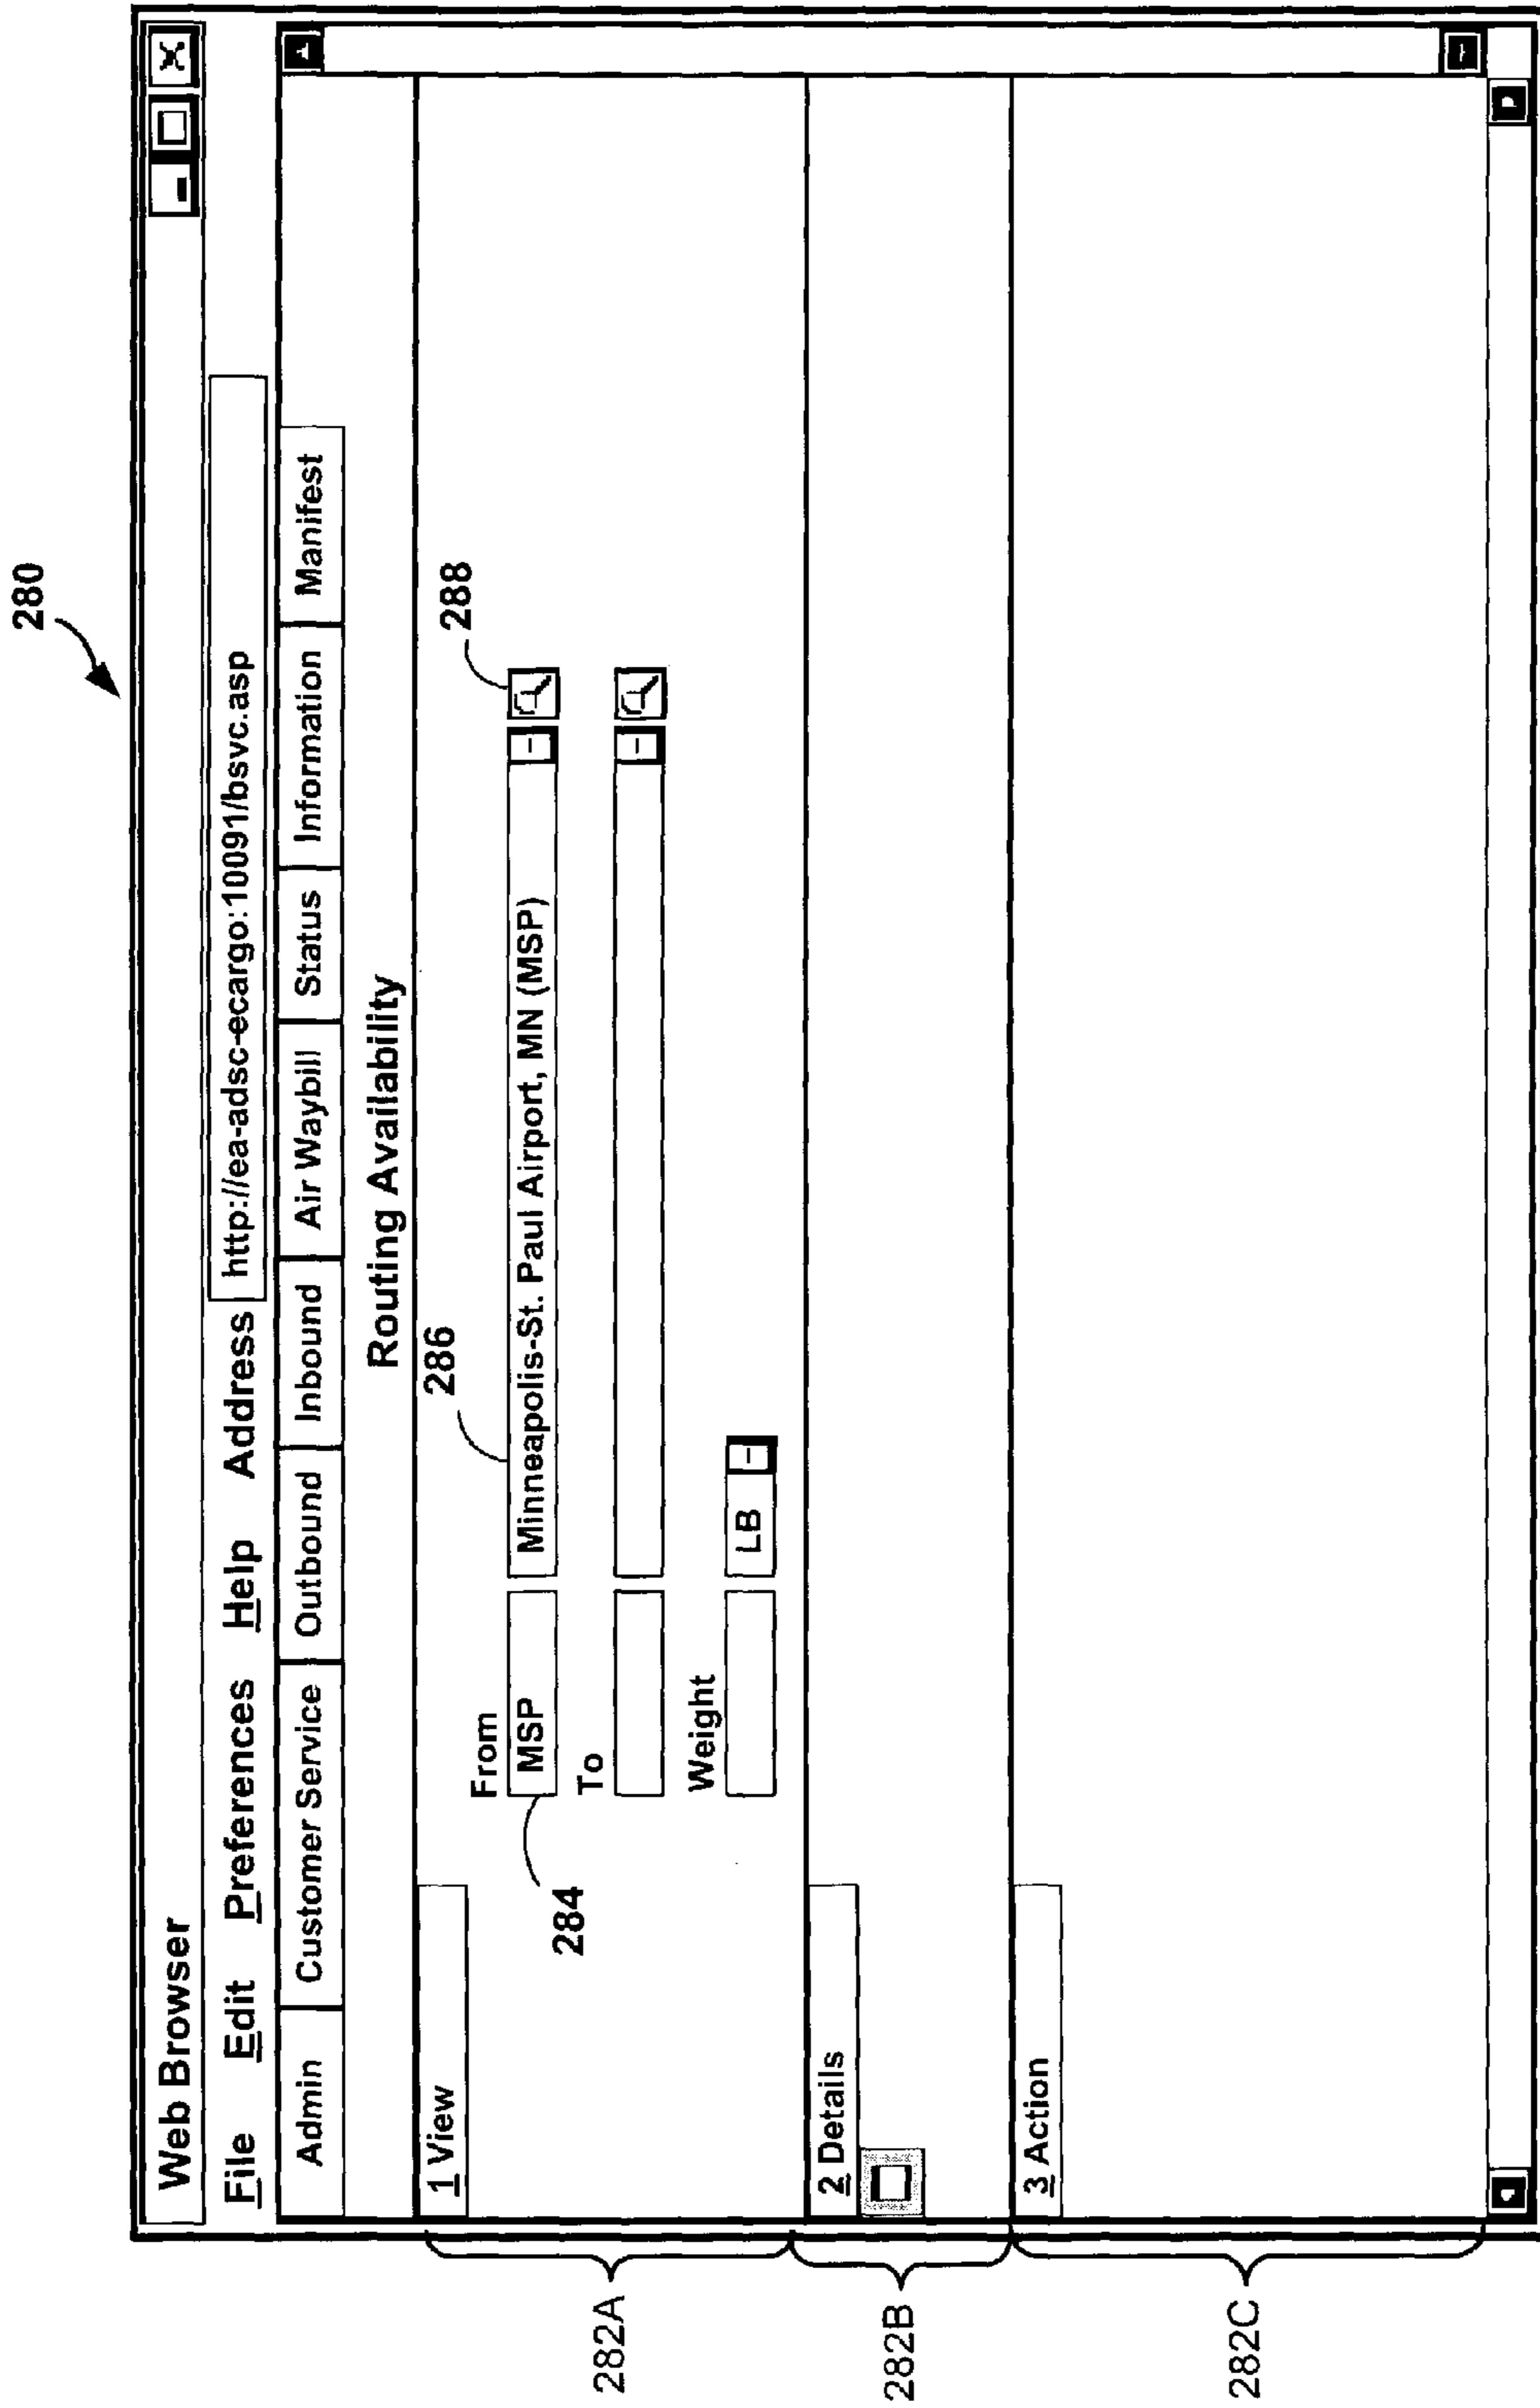 280
Web Browser
File Edit Preferences Help Address http://ea-adsc-ecargo:10091/bsvc.asp
Admin Customer Service Outbound Inbound Air Waybill Status Information Manifest
Routing Availability
282A
1 View
286
288
From
284
MSP Minneapolis-St. Paul Airport, MN (MSP)
To
Weight
LB
282B
2 Details
282C
3 Action